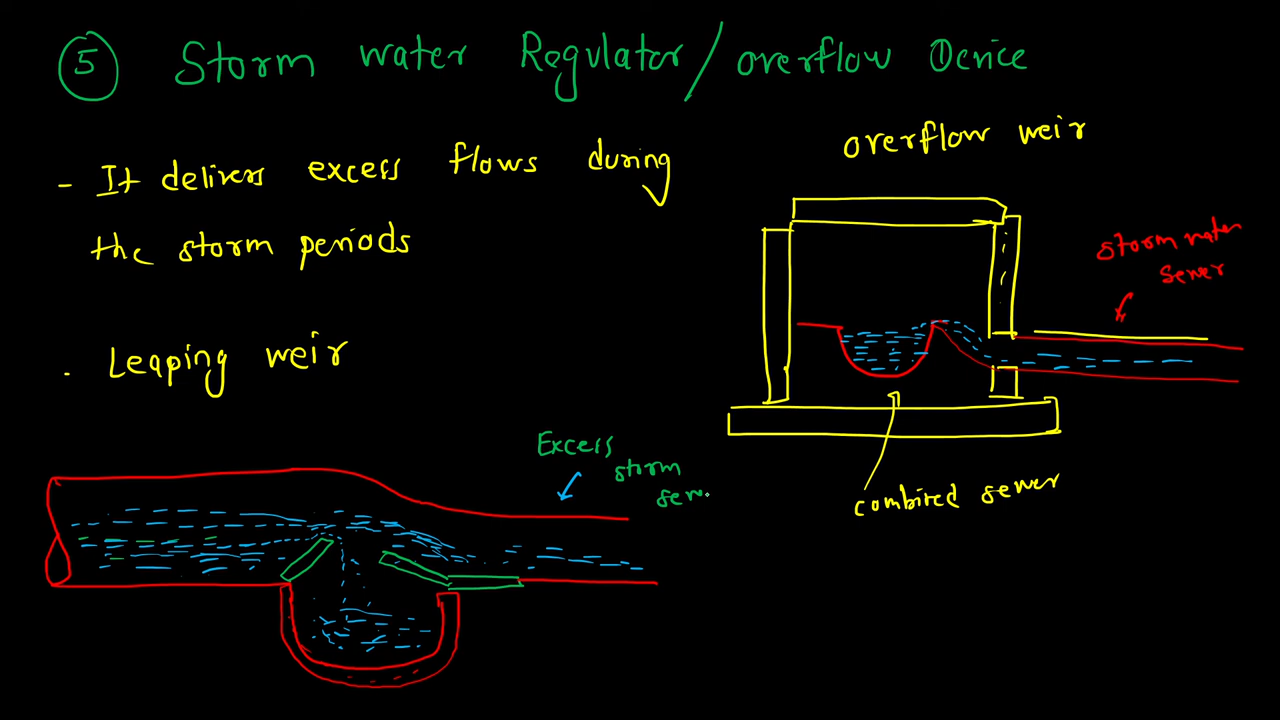 5 Storm water Regulator/overflow Device
- It delivers excess flows during
the storm periods
. Leaping weir
overflow weir
storm water
sewer
combined sewer
Excess
storm
sew